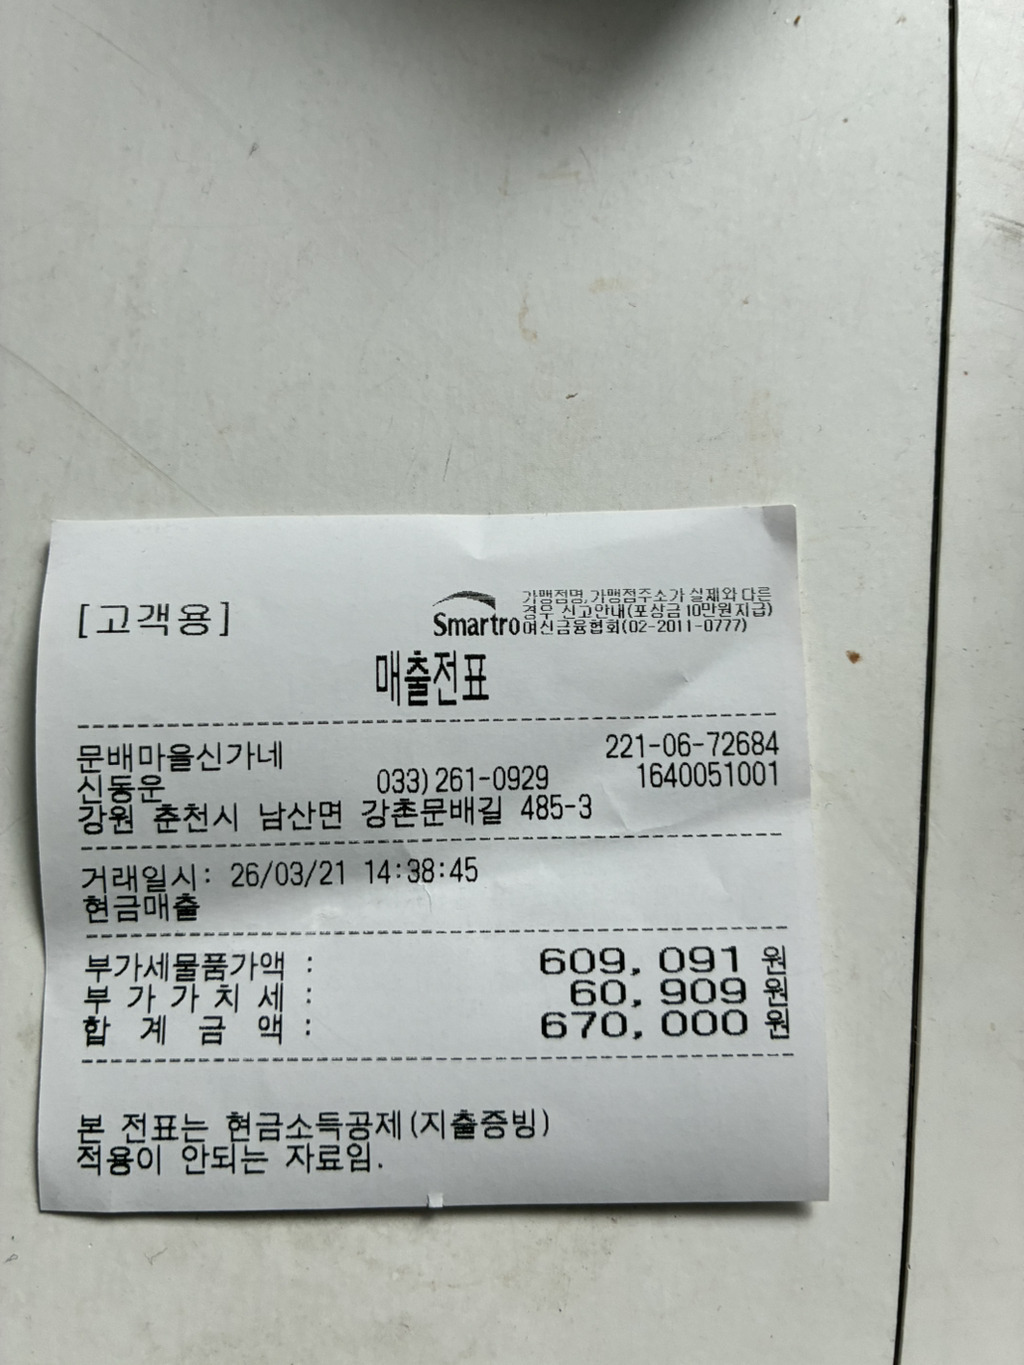 [고객용]
Smartro
가맹점명, 가맹점주소가 실제와 다른
경우 신고안내(포상금 10만원 지급)
여신금융협회(02-2011-0777)
매출전표
문배마을신가네 221-06-72684
신동운 033)261-0929 1640051001
강원 춘천시 남산면 강촌문배길 485-3
거래일시: 26/03/21 14:38:45
현금매출
부가세물품가액 : 609,091 원
부 가 가 치 세 : 60,909 원
합 계 금 액 : 670,000 원
본 전표는 현금소득공제(지출증빙)
적용이 안되는 자료임.